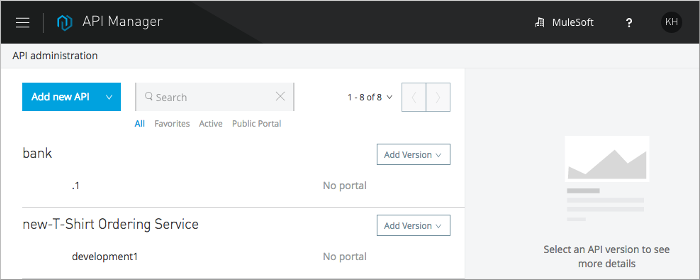 API Manager
MuleSoft
?
KH
API administration
Add new API
Search
1 - 8 of 8
All Favorites Active Public Portal
bank
Add Version
.1
No portal
new-T-Shirt Ordering Service
Add Version
development1
No portal
Select an API version to see
more details